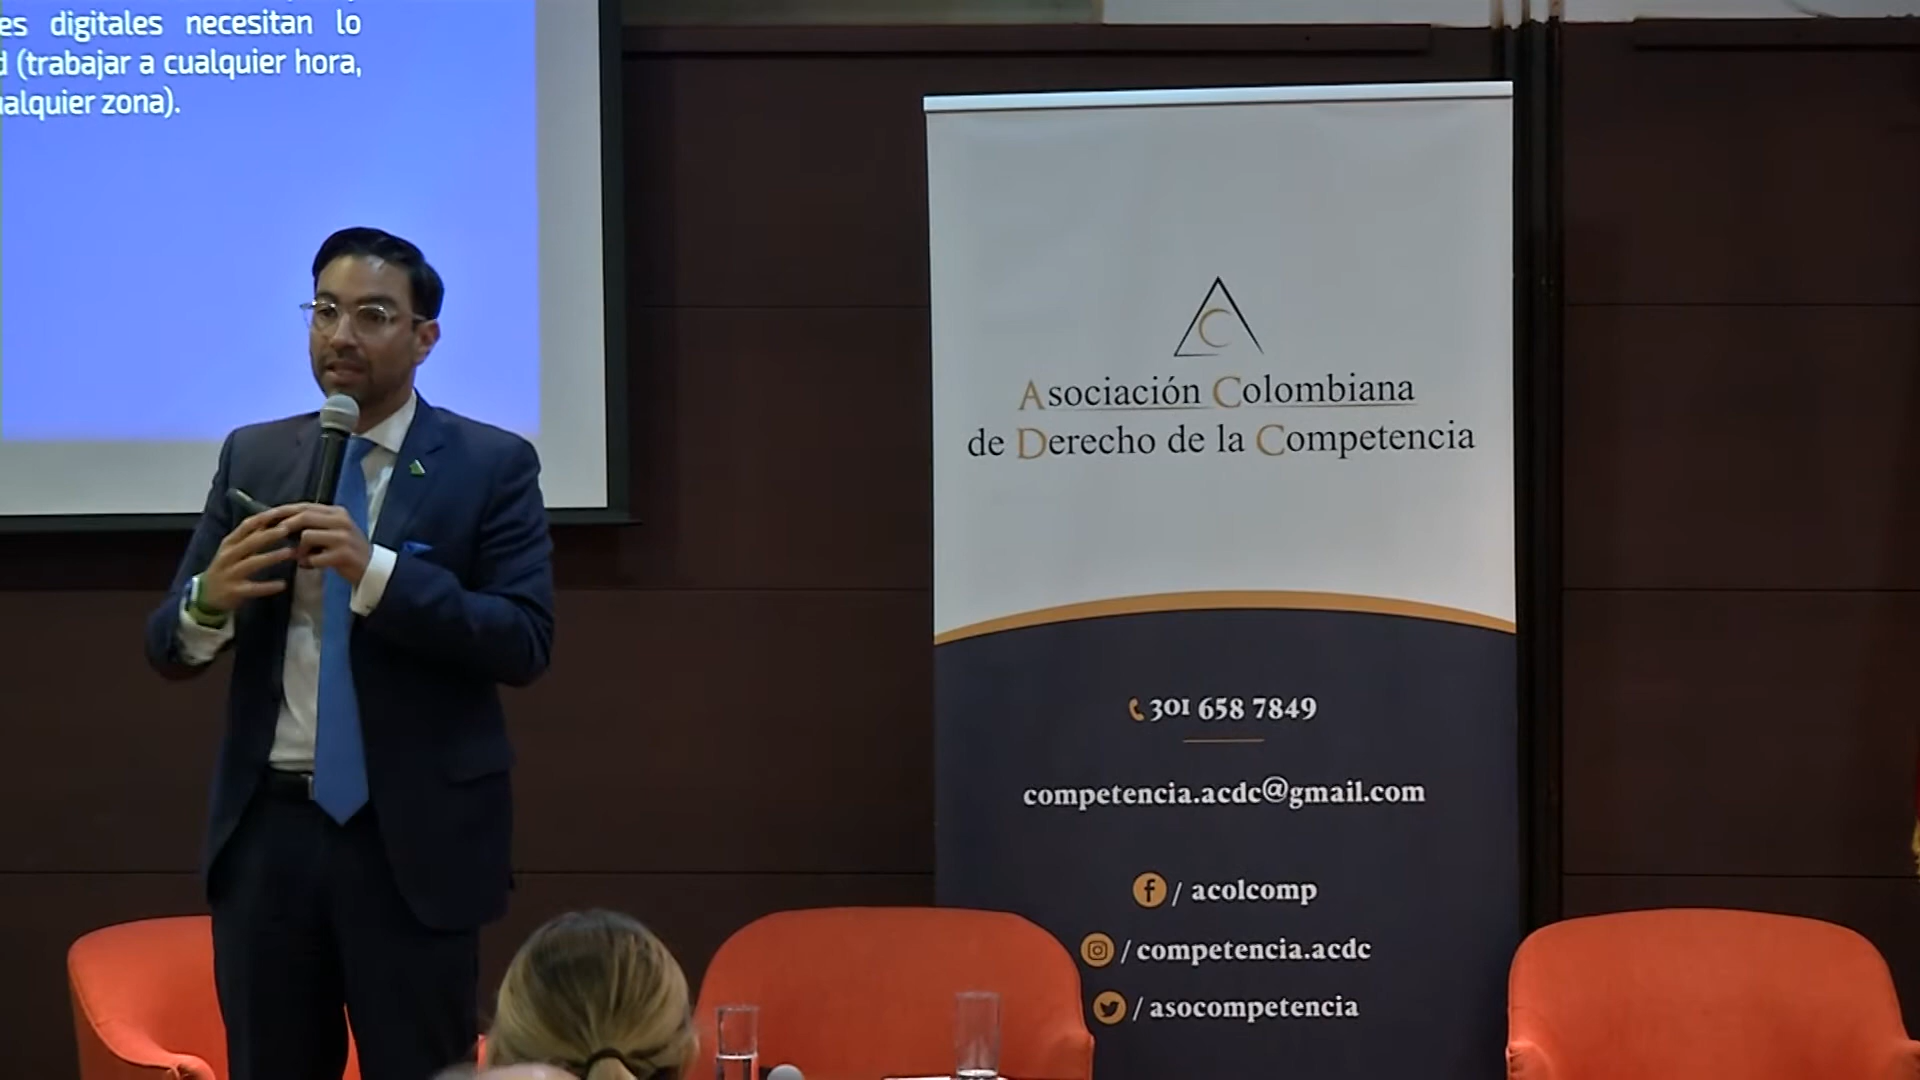 es digitales necesitan lo
d (trabajar a cualquier hora,
ualquier zona).
C
Asociación Colombiana
de Derecho de la Competencia
301 658 7849
competencia.acdc@gmail.com
f / acolcomp
/ competencia.acdc
/ asocompetencia